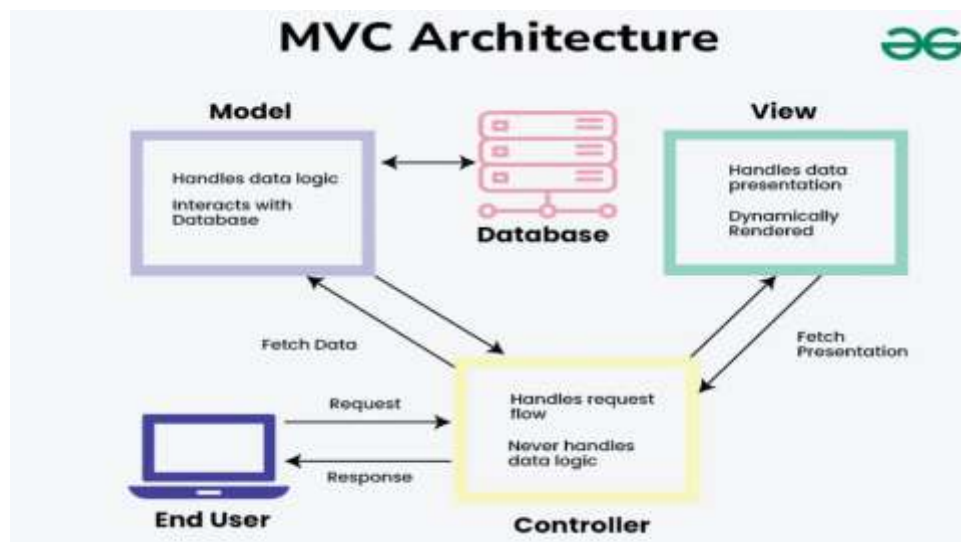 MVC Architecture
Model
View
Handles data logic
Interacts with
Database
Database
Handles data
presentation
Dynamically
Rendered
Fetch Data
Fetch
Presentation
Request
Response
Handles request
flow
Never handles
data logic
End User
Controller